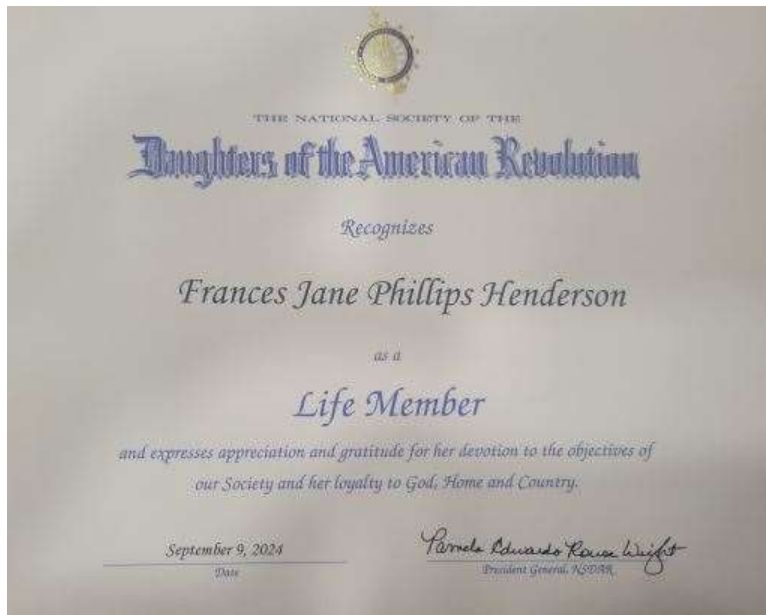 THE NATIONAL SOCIETY OF THE
Daughters of the American Revolution
Recognizes
Frances Jane Phillips Henderson
as a
Life Member
and expresses appreciation and gratitude for her devotion to the objectives of
our Society and her loyalty to God, Home and Country.
September 9, 2024
Date
Pamela Edwards Rouse Wright
President General, NSDAR